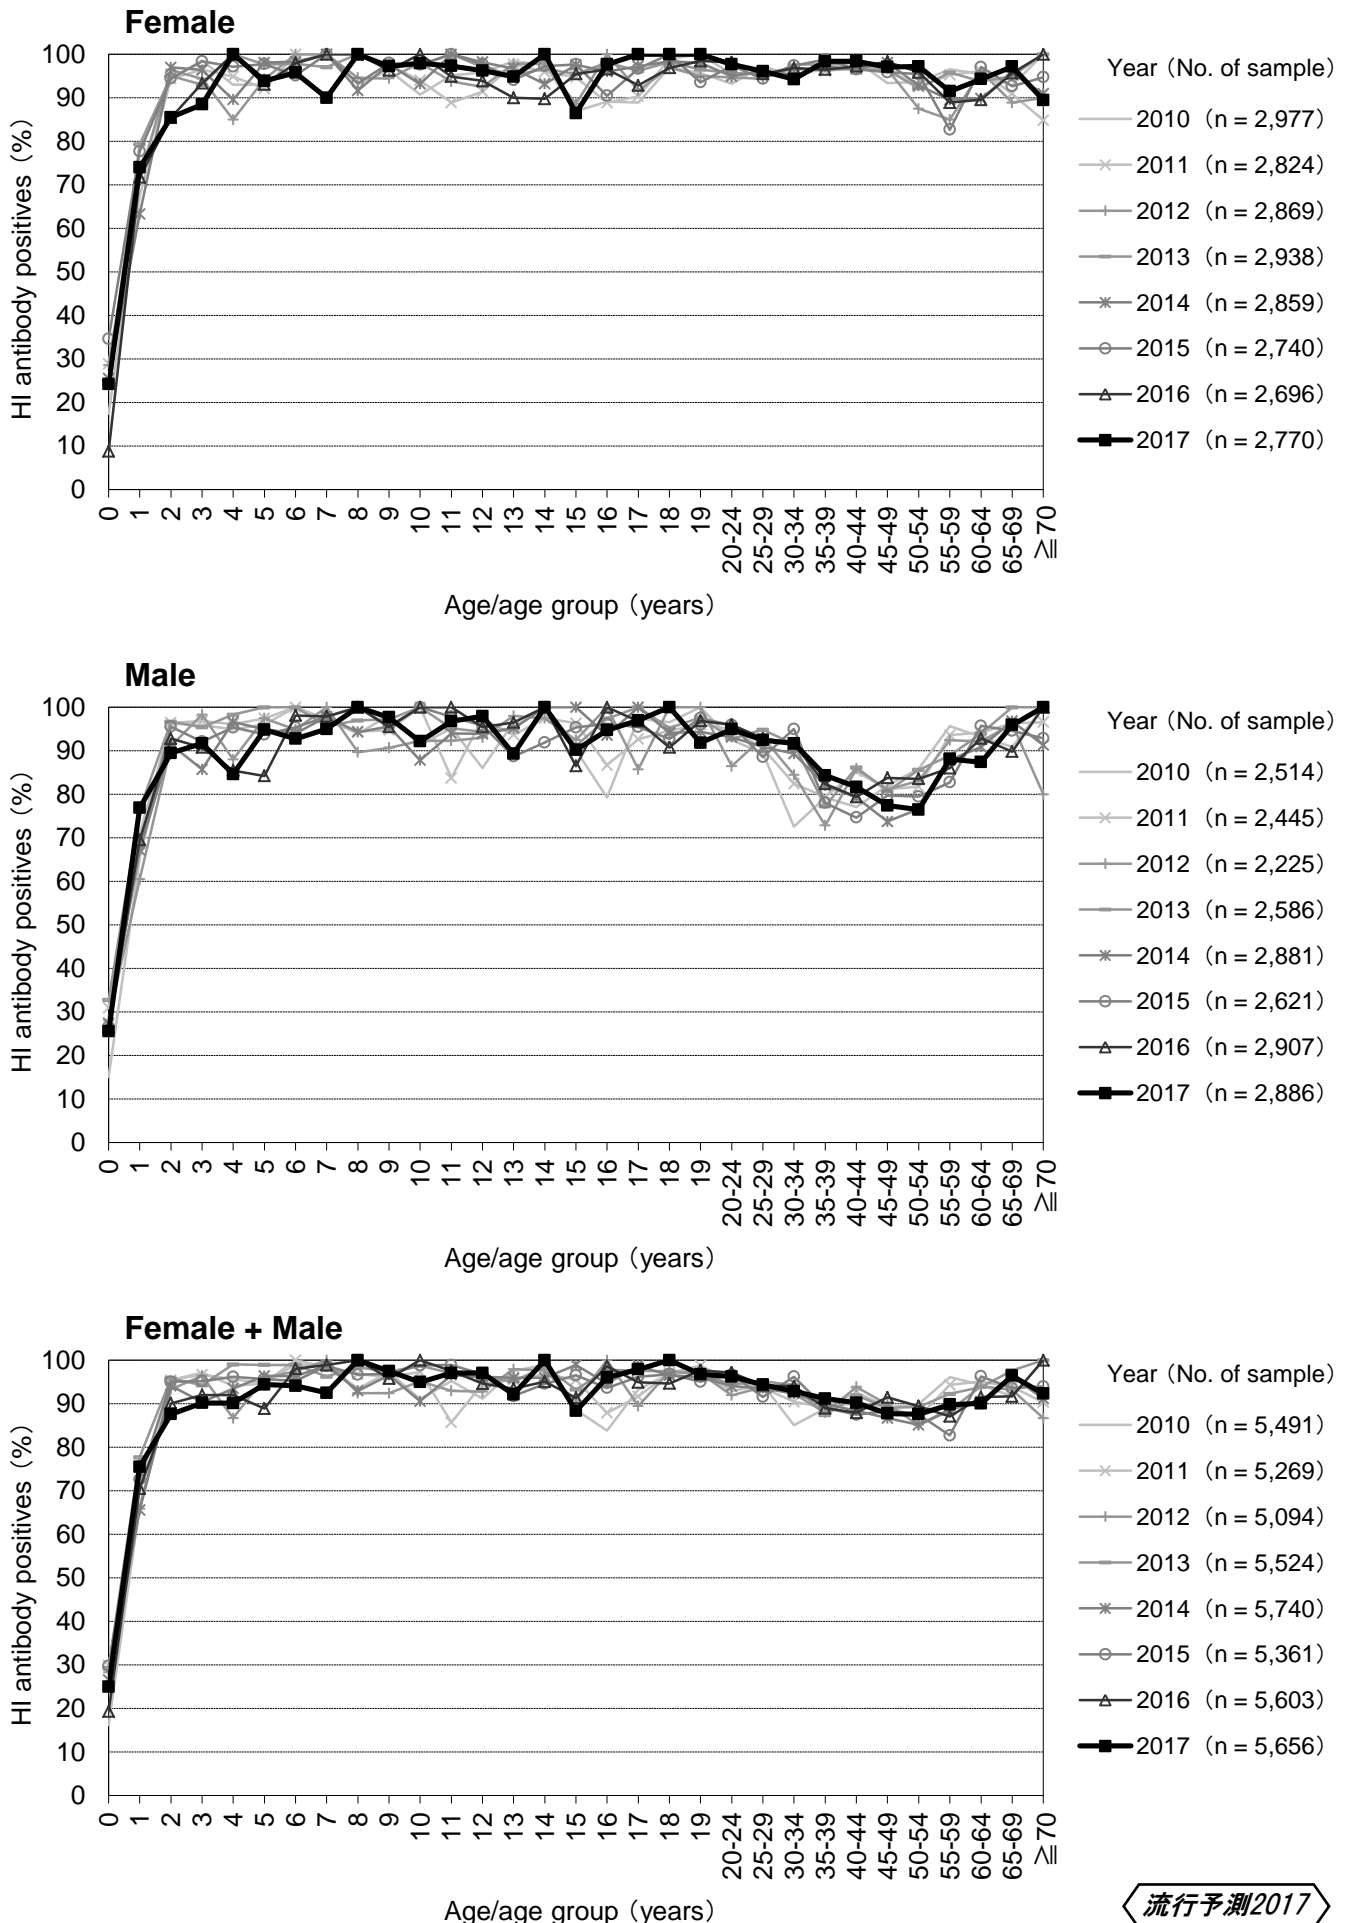 Female
HI antibody positives (%)
100
90
80
70
60
50
40
30
20
10
0
0 1 2 3 4 5 6 7 8 9 10 11 12 13 14 15 16 17 18 19 20-24 25-29 30-34 35-39 40-44 45-49 50-54 55-59 60-64 65-69 ≧70
Age/age group (years)
Year (No. of sample)
2010 (n = 2,977)
2011 (n = 2,824)
2012 (n = 2,869)
2013 (n = 2,938)
2014 (n = 2,859)
2015 (n = 2,740)
2016 (n = 2,696)
2017 (n = 2,770)
Male
HI antibody positives (%)
100
90
80
70
60
50
40
30
20
10
0
0 1 2 3 4 5 6 7 8 9 10 11 12 13 14 15 16 17 18 19 20-24 25-29 30-34 35-39 40-44 45-49 50-54 55-59 60-64 65-69 ≧70
Age/age group (years)
Year (No. of sample)
2010 (n = 2,514)
2011 (n = 2,445)
2012 (n = 2,225)
2013 (n = 2,586)
2014 (n = 2,881)
2015 (n = 2,621)
2016 (n = 2,907)
2017 (n = 2,886)
Female + Male
HI antibody positives (%)
100
90
80
70
60
50
40
30
20
10
0
0 1 2 3 4 5 6 7 8 9 10 11 12 13 14 15 16 17 18 19 20-24 25-29 30-34 35-39 40-44 45-49 50-54 55-59 60-64 65-69 ≧70
Age/age group (years)
Year (No. of sample)
2010 (n = 5,491)
2011 (n = 5,269)
2012 (n = 5,094)
2013 (n = 5,524)
2014 (n = 5,740)
2015 (n = 5,361)
2016 (n = 5,603)
2017 (n = 5,656)
流行予測2017